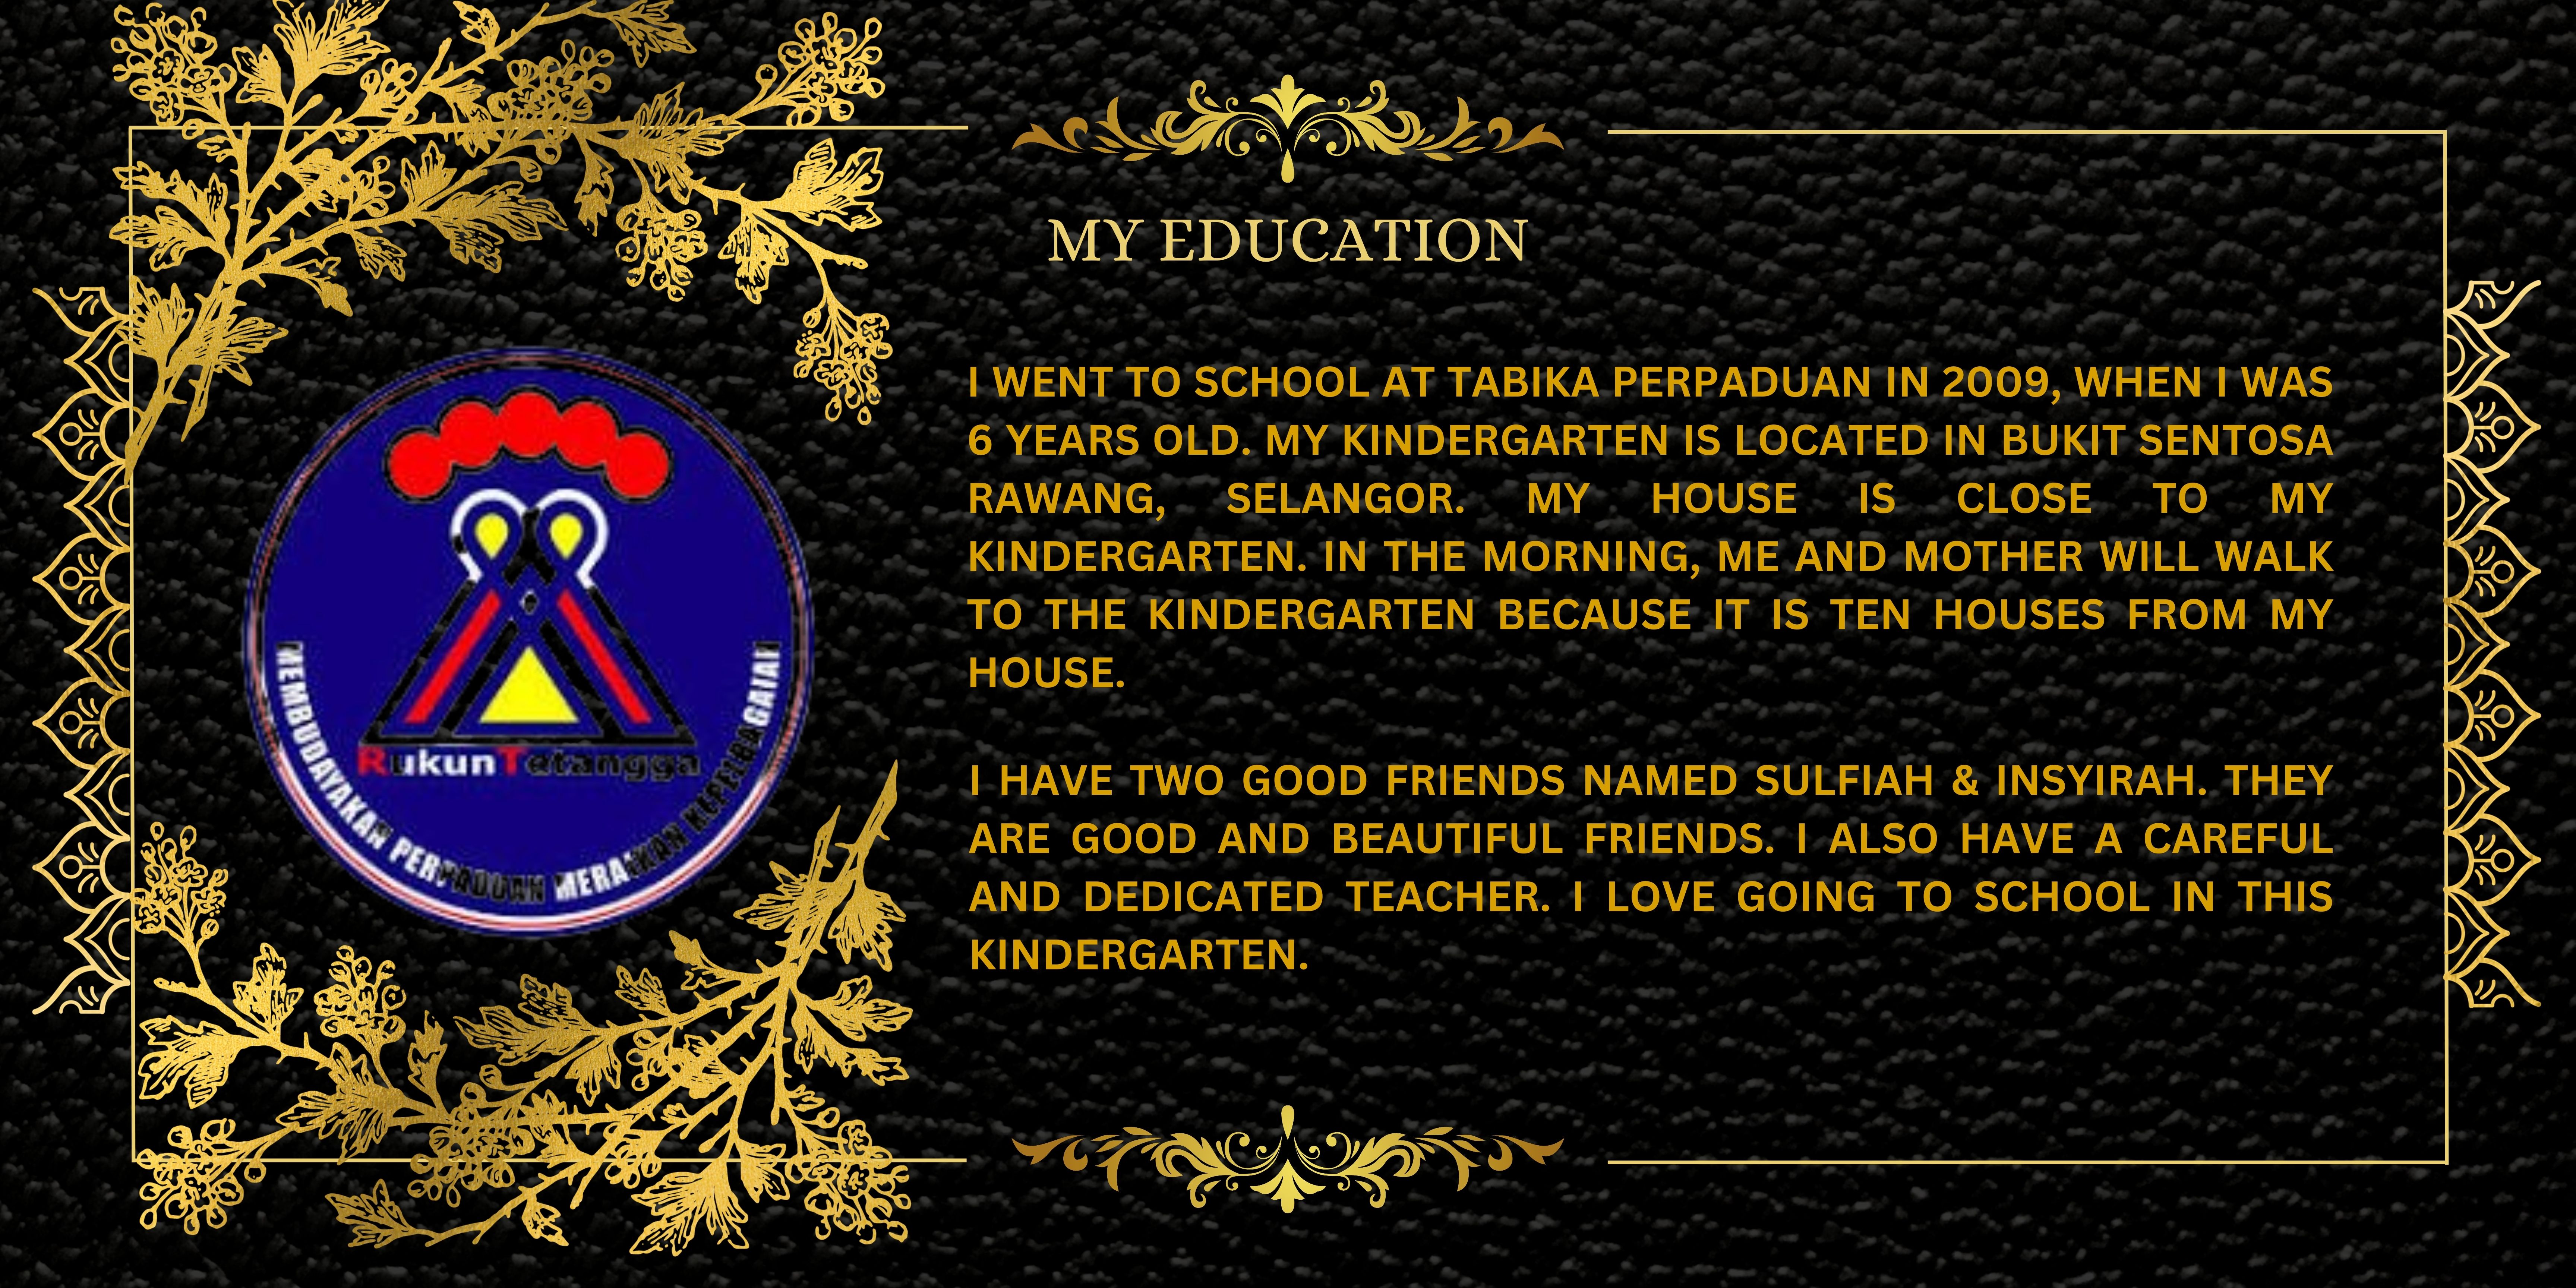 MY EDUCATION
I WENT TO SCHOOL AT TABIKA PERPADUAN IN 2009, WHEN I WAS
6 YEARS OLD. MY KINDERGARTEN IS LOCATED IN BUKIT SENTOSA
RAWANG, SELANGOR. MY HOUSE IS CLOSE TO MY
KINDERGARTEN. IN THE MORNING, ME AND MOTHER WILL WALK
TO THE KINDERGARTEN BECAUSE IT IS TEN HOUSES FROM MY
HOUSE.
I HAVE TWO GOOD FRIENDS NAMED SULFIAH & INSYIRAH. THEY
ARE GOOD AND BEAUTIFUL FRIENDS. I ALSO HAVE A CAREFUL
AND DEDICATED TEACHER. I LOVE GOING TO SCHOOL IN THIS
KINDERGARTEN.
RukunTetangga
MEMBUDAYAKAN PERPADUAN MERAIKAN KEPELBAGAIAN